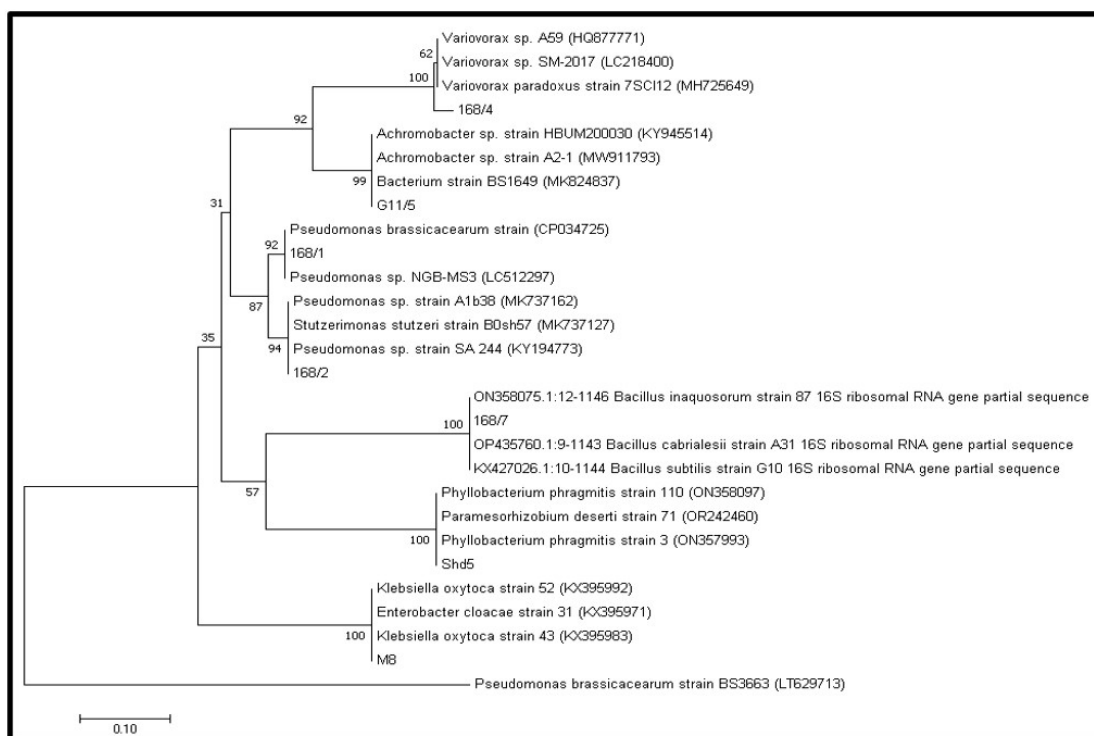 Variovorax sp. A59 (HQ877771)
62
Variovorax sp. SM-2017 (LC218400)
100
Variovorax paradoxus strain 7SCI12 (MH725649)
168/4
92
Achromobacter sp. strain HBUM200030 (KY945514)
Achromobacter sp. strain A2-1 (MW911793)
99
Bacterium strain BS1649 (MK824837)
G11/5
31
Pseudomonas brassicacearum strain (CP034725)
92
168/1
Pseudomonas sp. NGB-MS3 (LC512297)
87
Pseudomonas sp. strain A1b38 (MK737162)
Stutzerimonas stutzeri strain B0sh57 (MK737127)
35
94
Pseudomonas sp. strain SA 244 (KY194773)
168/2
ON358075.1:12-1146 Bacillus inaquosorum strain 87 16S ribosomal RNA gene partial sequence
100
168/7
OP435760.1:9-1143 Bacillus cabrialesii strain A31 16S ribosomal RNA gene partial sequence
KX427026.1:10-1144 Bacillus subtilis strain G10 16S ribosomal RNA gene partial sequence
57
Phyllobacterium phragmitis strain 110 (ON358097)
Paramesorhizobium deserti strain 71 (OR242460)
100
Phyllobacterium phragmitis strain 3 (ON357993)
Shd5
Klebsiella oxytoca strain 52 (KX395992)
Enterobacter cloacae strain 31 (KX395971)
100
Klebsiella oxytoca strain 43 (KX395983)
M8
Pseudomonas brassicacearum strain BS3663 (LT629713)
0.10